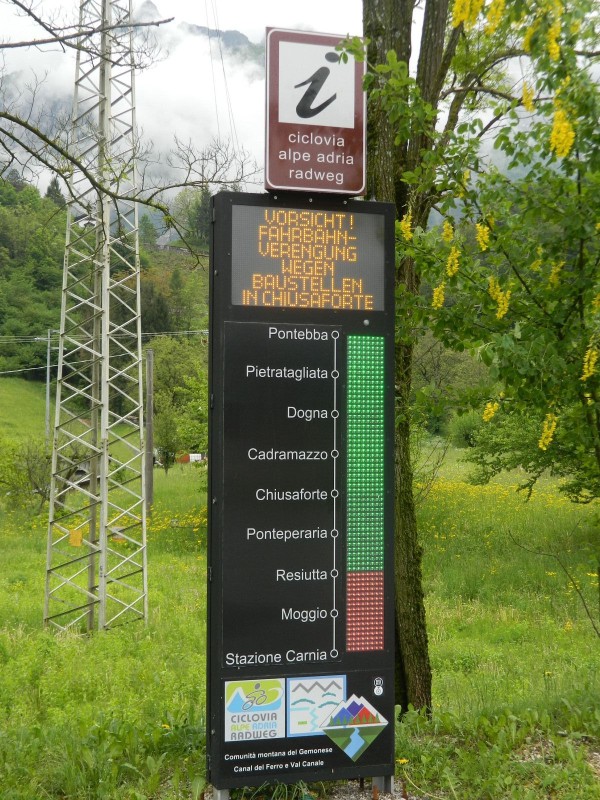 i
ciclovia
alpe adria
radweg
VORSICHT!
FAHRBAHN-
VERENGUNG
WEGEN
BAUSTELLEN
IN CHIUSAFORTE
Pontebba
Pietratagliata
Dogna
Cadramazzo
Chiusaforte
Ponteperaria
Resiutta
Moggio
Stazione Carnia
CICLOVIA
ALPE ADRIA
RADWEG
Comunità montana del Gemonese
Canal del Ferro e Val Canale